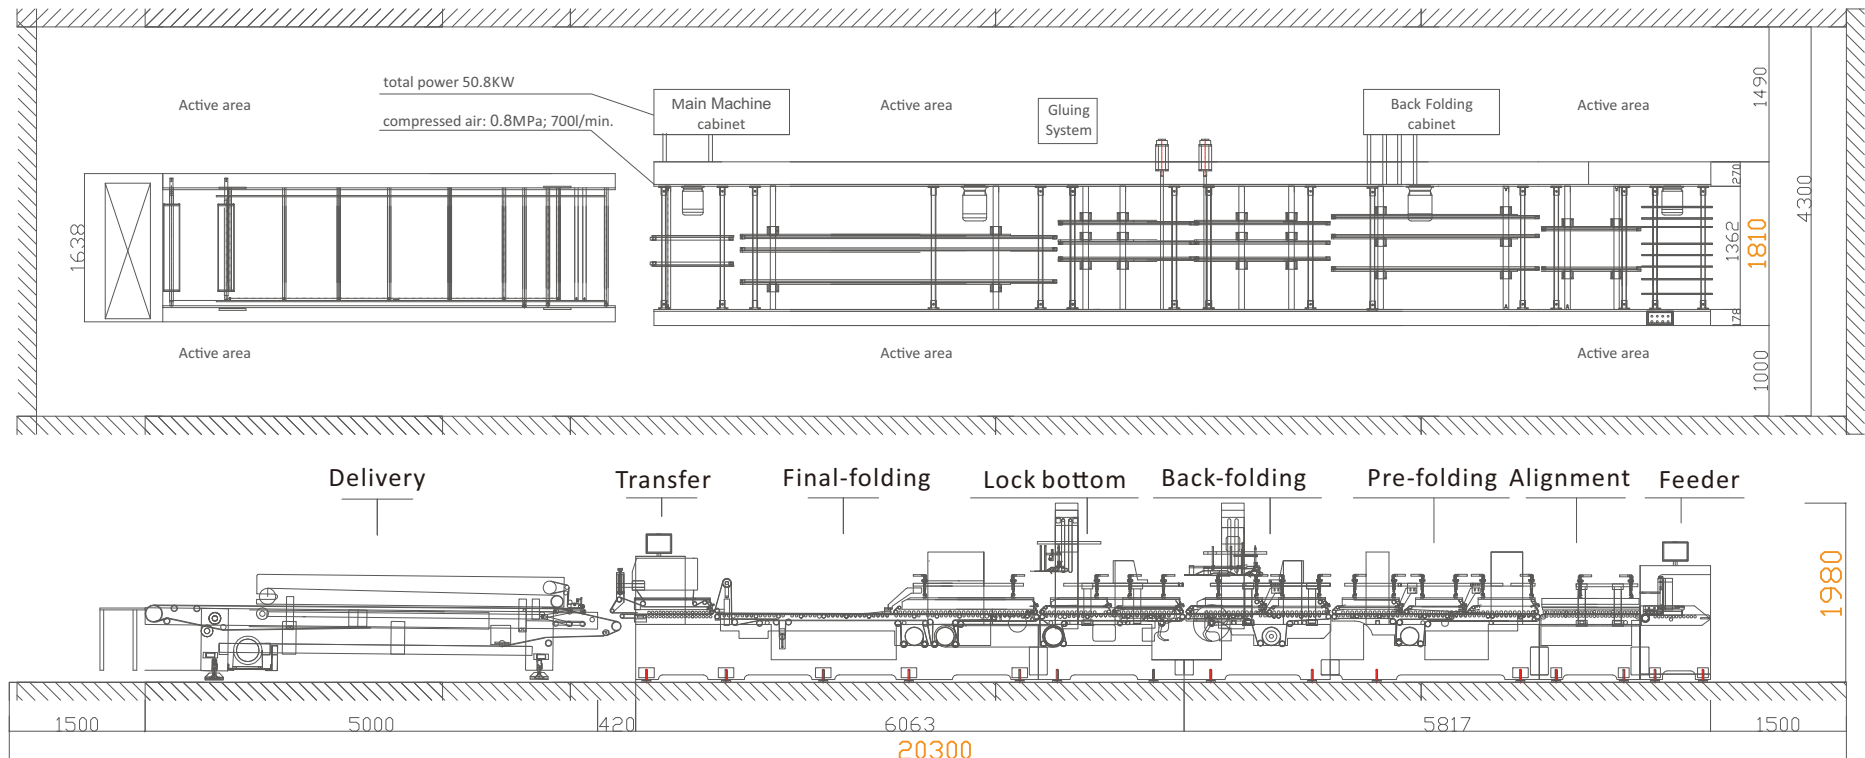 total power 50.8KW
compressed air: 0.8MPa; 700l/min.
Active area
Main Machine
cabinet
Active area
Gluing
System
Back Folding
cabinet
Active area
1490
270
4300
1638
1362
1810
178
1000
Active area
Active area
Active area
Delivery
Transfer
Final-folding
Lock bottom
Back-folding
Pre-folding
Alignment
Feeder
1980
1500
5000
420
6063
5817
1500
20300